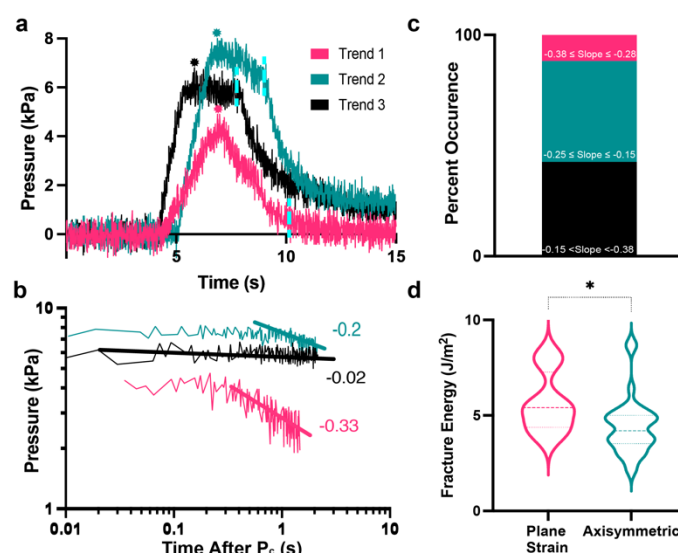 a
8
6
4
2
0
Pressure (kPa)
Trend 1
Trend 2
Trend 3
*
*
*
5
10
15
Time (s)
b
10
1
Pressure (kPa)
-0.2
-0.02
-0.33
0.01
0.1
1
10
Time After Pc (s)
c
100
0
Percent Occurence
-0.38 ≤ Slope ≤ -0.28
-0.25 ≤ Slope ≤ -0.15
-0.15 <Slope <-0.38
d
*
10
5
0
Fracture Energy (J/m²)
Plane
Strain
Axisymmetric